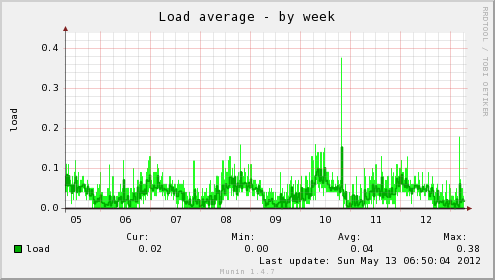 Load average - by week
RRDTOOL / TOBI OETIKER
load
0.4
0.3
0.2
0.1
0.0
05 06 07 08 09 10 11 12
Cur: Min: Avg: Max:
load 0.02 0.00 0.04 0.38
Last update: Sun May 13 06:50:04 2012
Munin 1.4.7